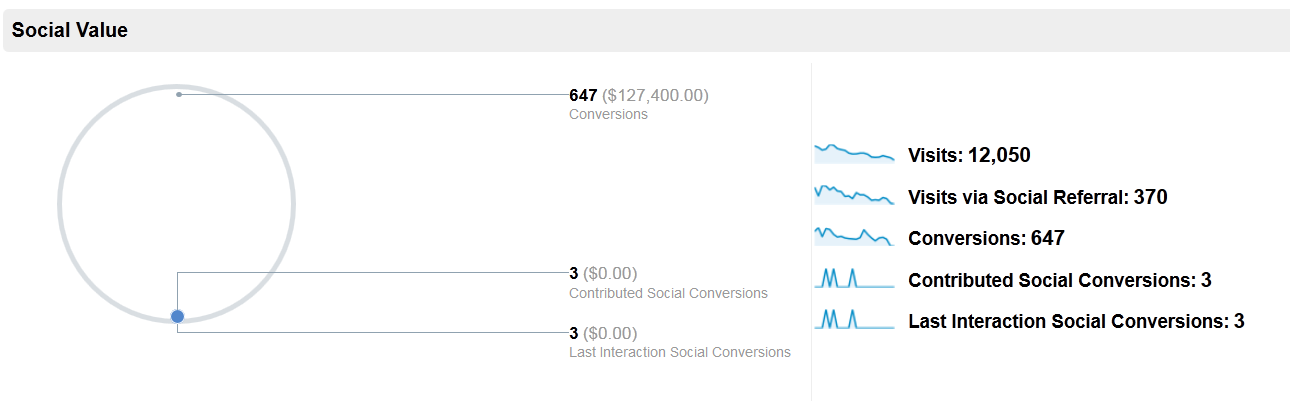 Social Value
647 ($127,400.00)
Conversions
3 ($0.00)
Contributed Social Conversions
3 ($0.00)
Last Interaction Social Conversions
Visits: 12,050
Visits via Social Referral: 370
Conversions: 647
Contributed Social Conversions: 3
Last Interaction Social Conversions: 3